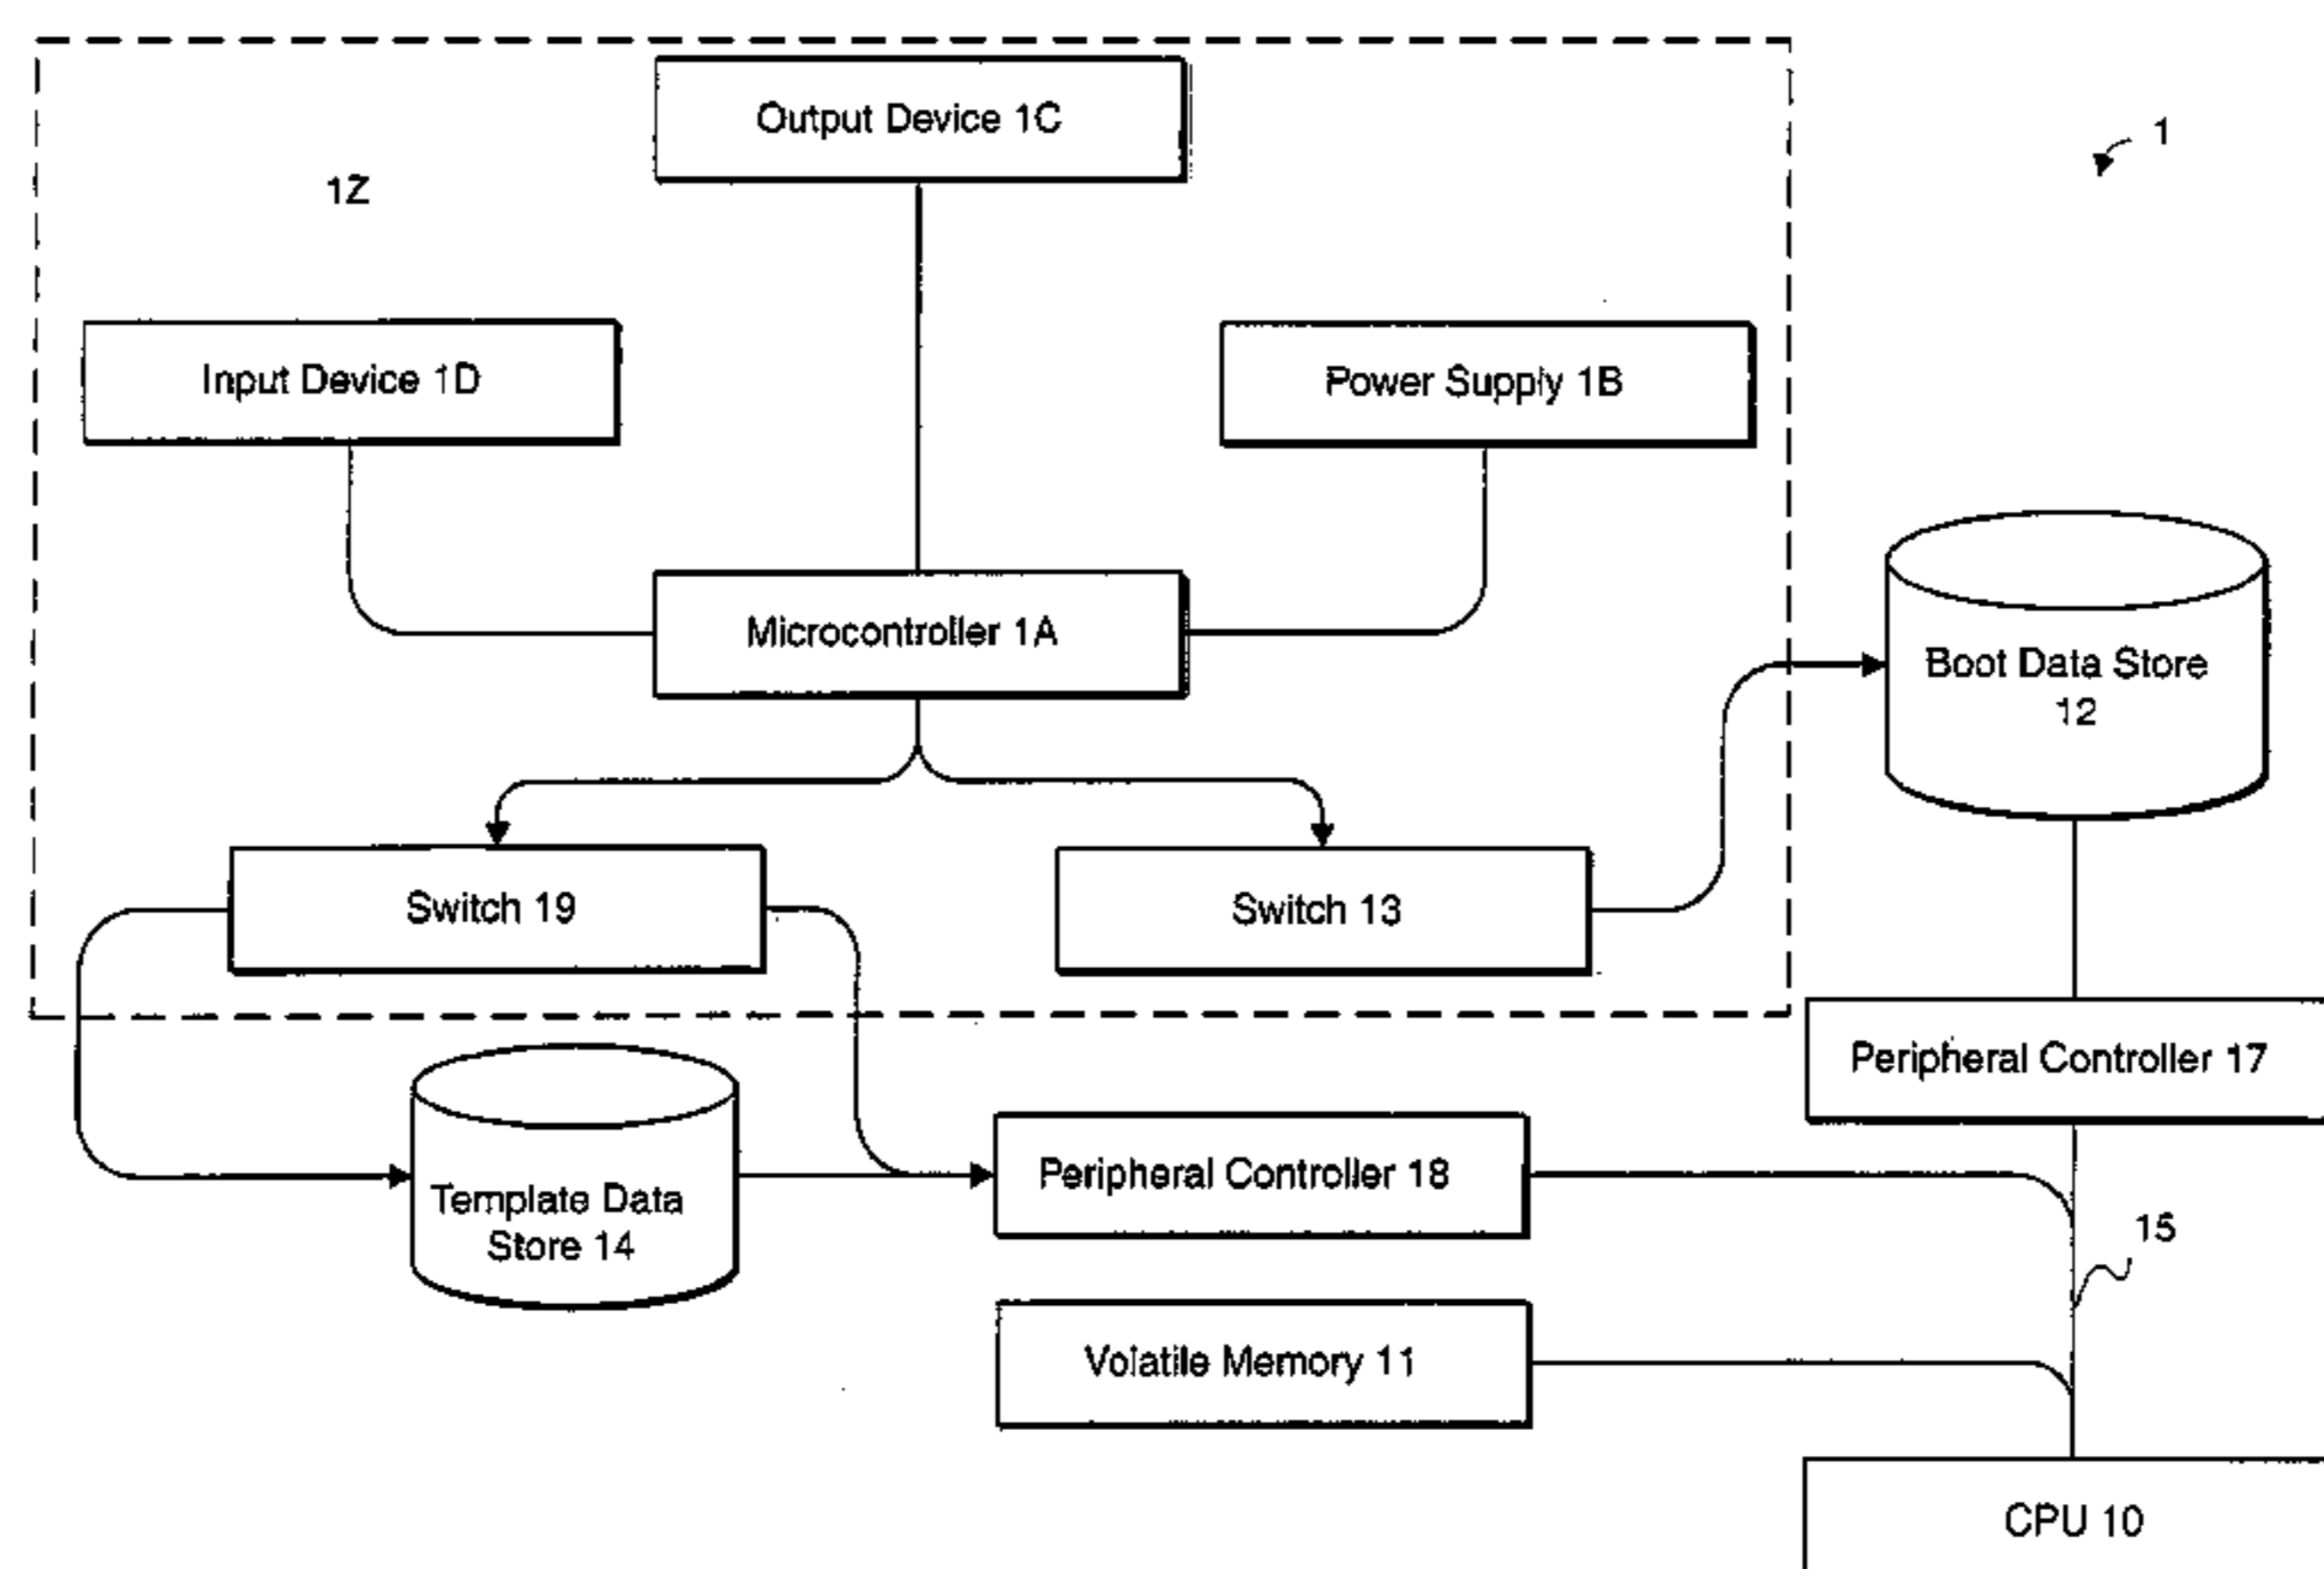 Output Device 1C
1
1Z
Input Device 1D
Power Supply 1B
Microcontroller 1A
Boot Data Store
12
Switch 19
Switch 13
Peripheral Controller 17
Peripheral Controller 18
Template Data
Store 14
15
Volatile Memory 11
CPU 10